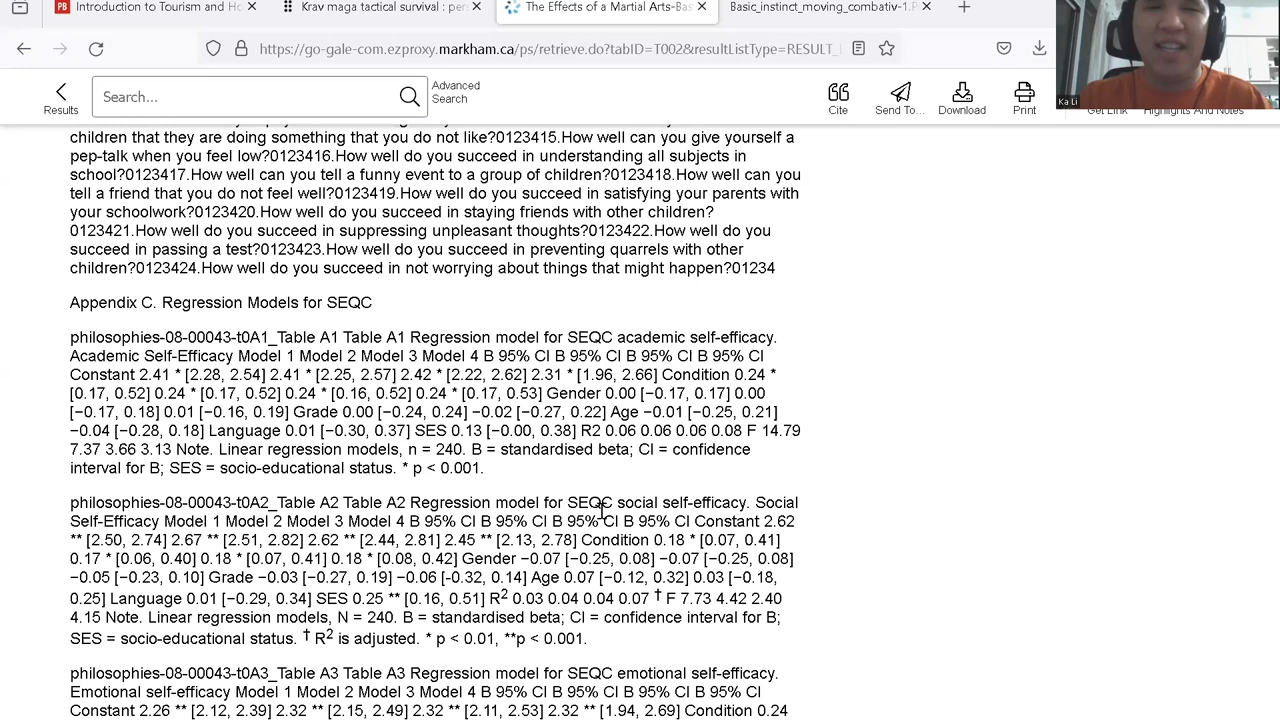 Introduction to Tourism and Ho
Krav maga tactical survival : pers
The Effects of a Martial Arts-Bas
Basic_instinct_moving_combativ-1.P
https://go-gale-com.ezproxy.markham.ca/ps/retrieve.do?tabID=T002&resultListType=RESULT_
Results
Search...
Advanced
Search
Cite
Send To...
Download
Print
Get Link
Highlights And Notes
Ka Li
children that they are doing something that you do not like?0123415.How well can you give yourself a
pep-talk when you feel low?0123416.How well do you succeed in understanding all subjects in
school?0123417.How well can you tell a funny event to a group of children?0123418.How well can you
tell a friend that you do not feel well?0123419.How well do you succeed in satisfying your parents with
your schoolwork?0123420.How well do you succeed in staying friends with other children?
0123421.How well do you succeed in suppressing unpleasant thoughts?0123422.How well do you
succeed in passing a test?0123423.How well do you succeed in preventing quarrels with other
children?0123424.How well do you succeed in not worrying about things that might happen?01234
Appendix C. Regression Models for SEQC
philosophies-08-00043-t0A1_Table A1 Table A1 Regression model for SEQC academic self-efficacy.
Academic Self-Efficacy Model 1 Model 2 Model 3 Model 4 B 95% CI B 95% CI B 95% CI B 95% CI
Constant 2.41 * [2.28, 2.54] 2.41 * [2.25, 2.57] 2.42 * [2.22, 2.62] 2.31 * [1.96, 2.66] Condition 0.24 *
[0.17, 0.52] 0.24 * [0.17, 0.52] 0.24 * [0.16, 0.52] 0.24 * [0.17, 0.53] Gender 0.00 [−0.17, 0.17] 0.00
[−0.17, 0.18] 0.01 [−0.16, 0.19] Grade 0.00 [−0.24, 0.24] −0.02 [−0.27, 0.22] Age −0.01 [−0.25, 0.21]
−0.04 [−0.28, 0.18] Language 0.01 [−0.30, 0.37] SES 0.13 [−0.00, 0.38] R2 0.06 0.06 0.06 0.08 F 14.79
7.37 3.66 3.13 Note. Linear regression models, n = 240. B = standardised beta; CI = confidence
interval for B; SES = socio-educational status. * p < 0.001.
philosophies-08-00043-t0A2_Table A2 Table A2 Regression model for SEQC social self-efficacy. Social
Self-Efficacy Model 1 Model 2 Model 3 Model 4 B 95% CI B 95% CI B 95% CI B 95% CI Constant 2.62
** [2.50, 2.74] 2.67 ** [2.51, 2.82] 2.62 ** [2.44, 2.81] 2.45 ** [2.13, 2.78] Condition 0.18 * [0.07, 0.41]
0.17 * [0.06, 0.40] 0.18 * [0.07, 0.41] 0.18 * [0.08, 0.42] Gender −0.07 [−0.25, 0.08] −0.07 [−0.25, 0.08]
−0.05 [−0.23, 0.10] Grade −0.03 [−0.27, 0.19] −0.06 [-0.32, 0.14] Age 0.07 [−0.12, 0.32] 0.03 [−0.18,
0.25] Language 0.01 [−0.29, 0.34] SES 0.25 ** [0.16, 0.51] R2 0.03 0.04 0.04 0.07 † F 7.73 4.42 2.40
4.15 Note. Linear regression models, N = 240. B = standardised beta; CI = confidence interval for B;
SES = socio-educational status. † R2 is adjusted. * p < 0.01, **p < 0.001.
philosophies-08-00043-t0A3_Table A3 Table A3 Regression model for SEQC emotional self-efficacy.
Emotional self-efficacy Model 1 Model 2 Model 3 Model 4 B 95% CI B 95% CI B 95% CI B 95% CI
Constant 2.26 ** [2.12, 2.39] 2.32 ** [2.15, 2.49] 2.32 ** [2.11, 2.53] 2.32 ** [1.94, 2.69] Condition 0.24